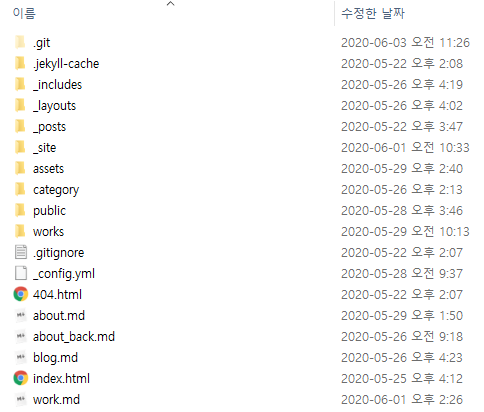 이름 수정한 날짜
.git 2020-06-03 오전 11:26
.jekyll-cache 2020-05-22 오후 2:08
_includes 2020-05-26 오후 4:19
_layouts 2020-05-26 오후 4:02
_posts 2020-05-22 오후 3:47
_site 2020-06-01 오전 10:33
assets 2020-05-29 오후 2:40
category 2020-05-26 오후 2:13
public 2020-05-28 오후 3:46
works 2020-05-29 오전 10:13
.gitignore 2020-05-22 오후 2:07
_config.yml 2020-05-28 오전 9:37
404.html 2020-05-22 오후 2:07
about.md 2020-05-29 오후 1:50
about_back.md 2020-05-26 오전 9:18
blog.md 2020-05-26 오후 4:23
index.html 2020-05-25 오후 4:12
work.md 2020-06-01 오후 2:26